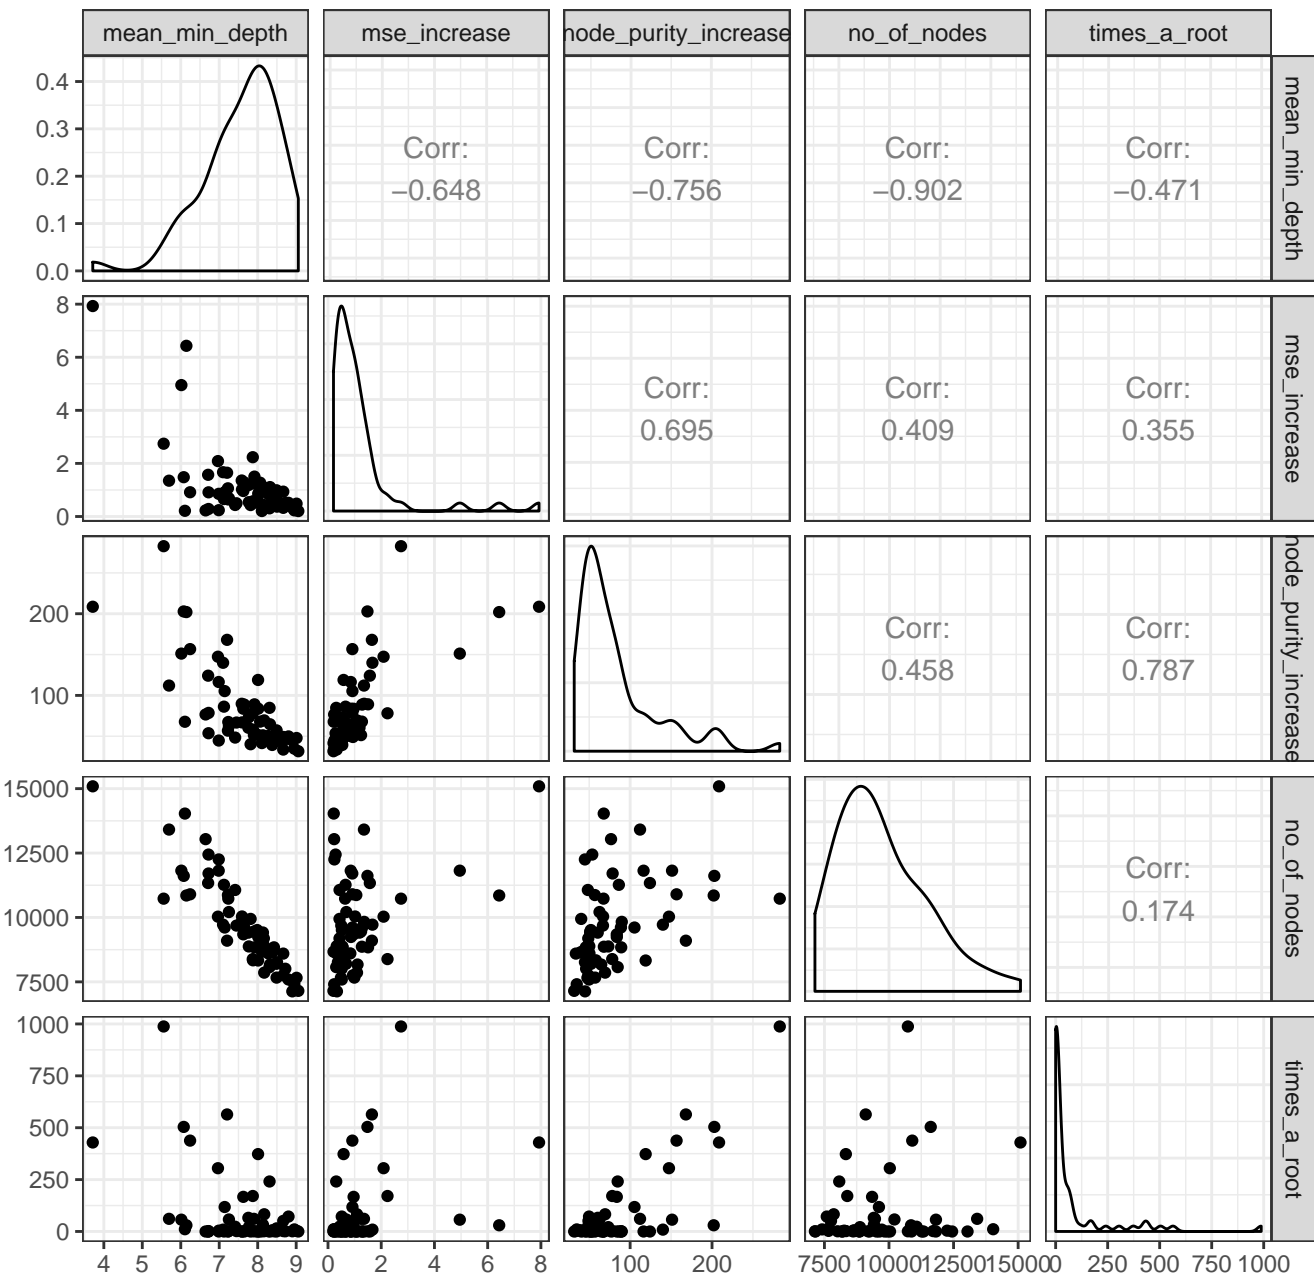 mean_min_depth
mse_increase
node_purity_increase
no_of_nodes
times_a_root
0.4
0.3
0.2
0.1
0.0
Corr:
−0.648
Corr:
−0.756
Corr:
−0.902
Corr:
−0.471
mean_min_depth
8
6
4
2
0
Corr:
0.695
Corr:
0.409
Corr:
0.355
mse_increase
200
100
Corr:
0.458
Corr:
0.787
node_purity_increase
15000
12500
10000
7500
Corr:
0.174
no_of_nodes
1000
750
500
250
0
times_a_root
4 5 6 7 8 9
0 2 4 6 8
100 200
7500 10000 12500 15000
0 250 500 750 1000